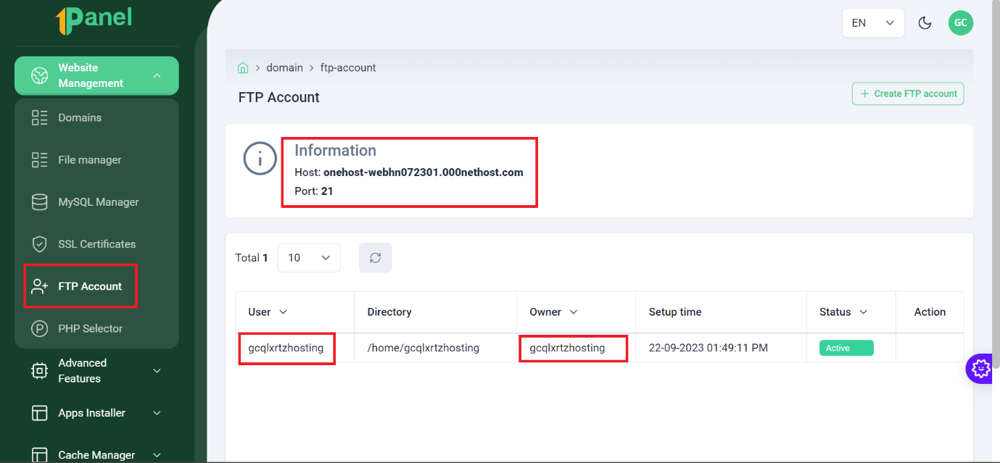 1Panel
EN
GC
Website
Management
Domains
File manager
MySQL Manager
SSL Certificates
FTP Account
PHP Selector
Advanced
Features
Apps Installer
Cache Manager
domain > ftp-account
FTP Account
+ Create FTP account
Information
Host: onehost-webhn072301.000nethost.com
Port: 21
Total 1 10
User Directory Owner Setup time Status Action
gcqlxrtzhosting /home/gcqlxrtzhosting gcqlxrtzhosting 22-09-2023 01:49:11 PM Active